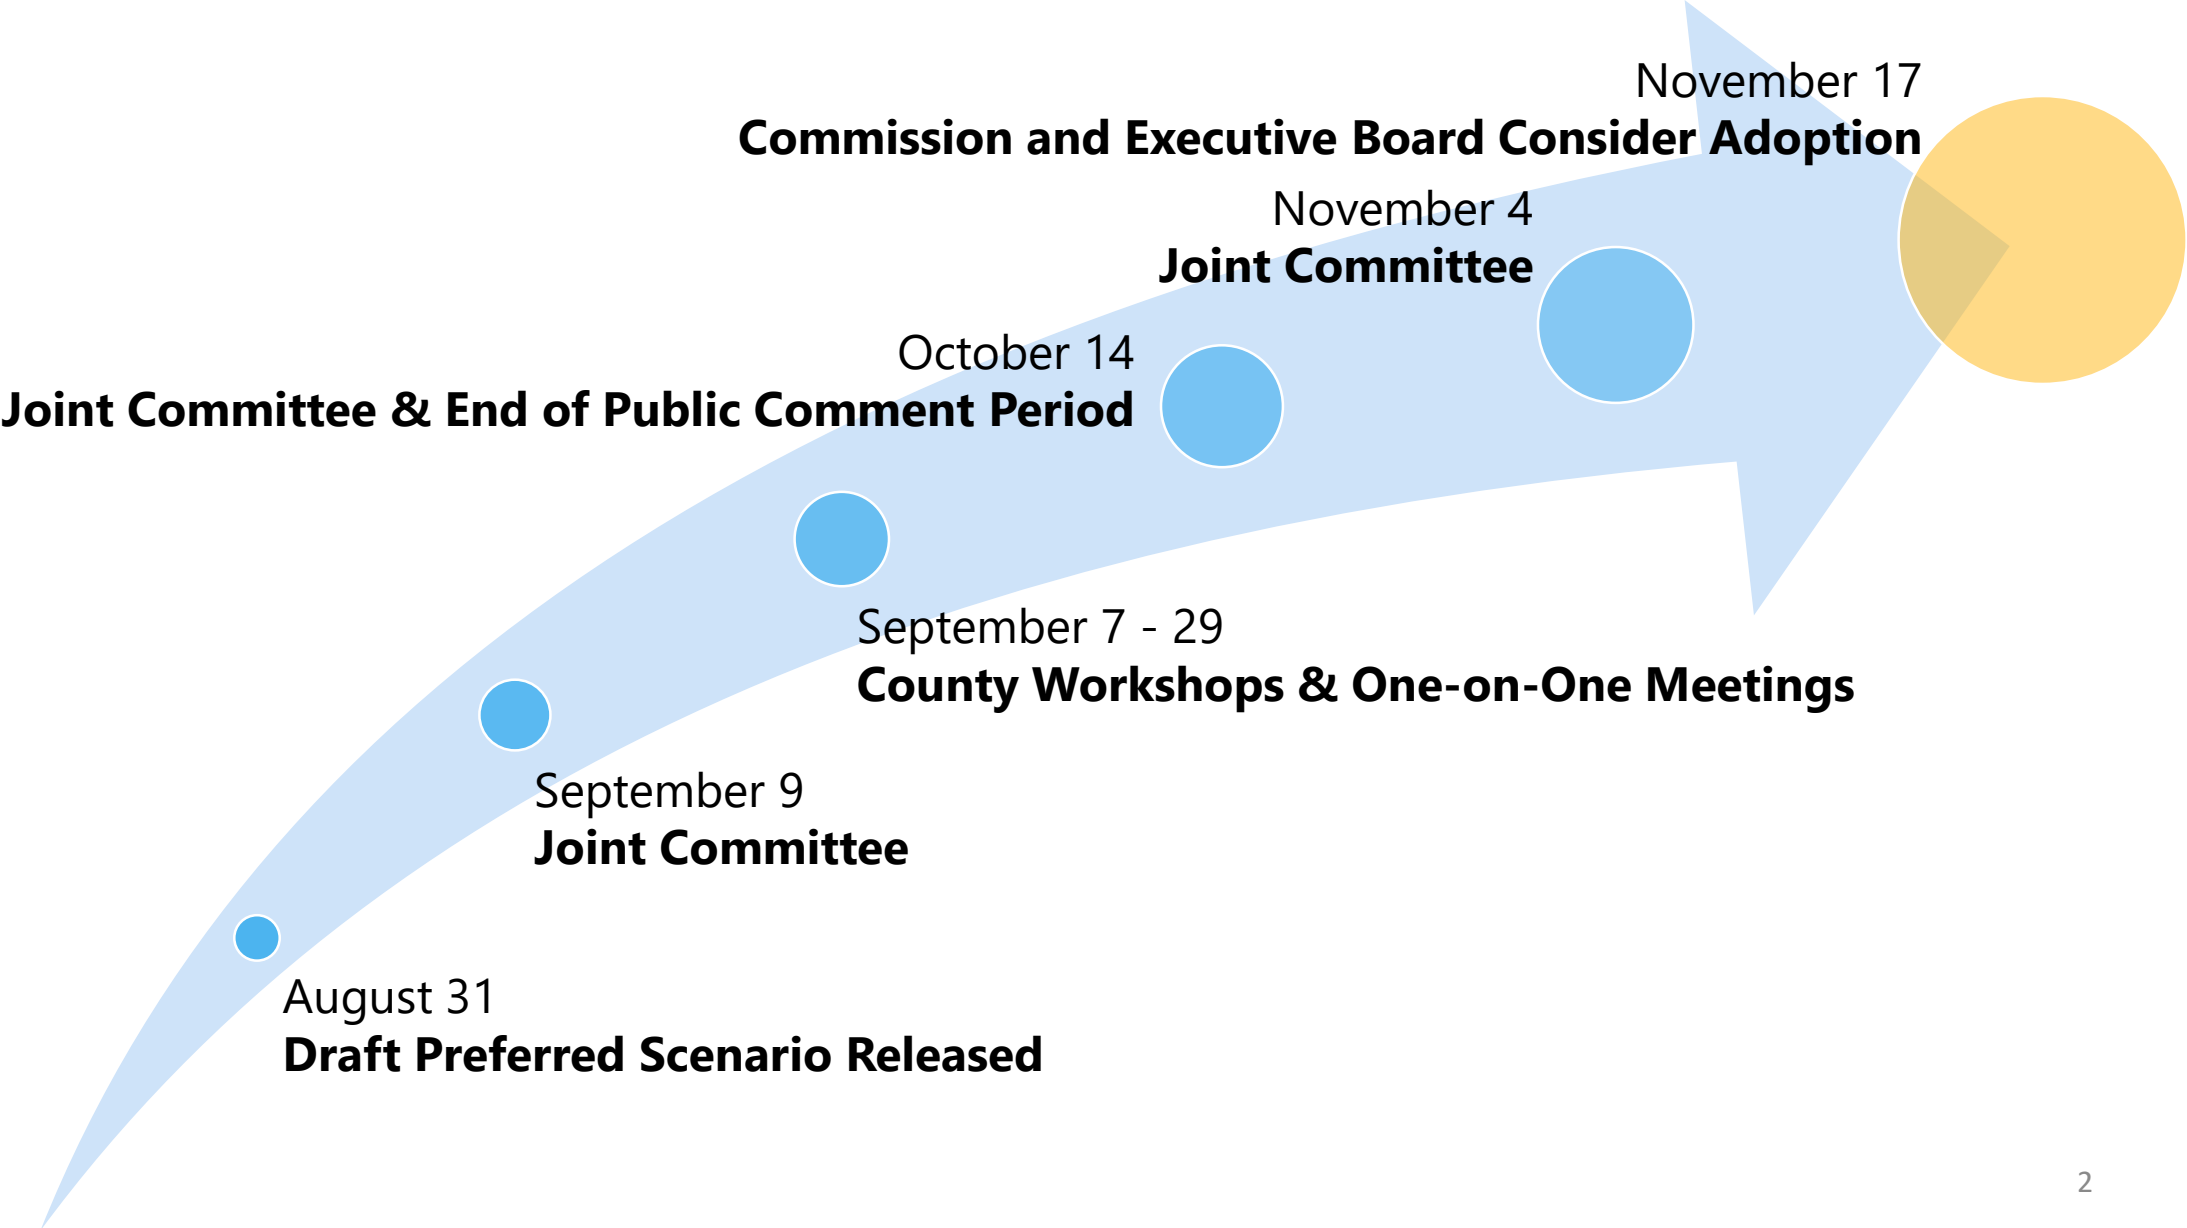 November 17
Commission and Executive Board Consider Adoption
November 4
Joint Committee
October 14
Joint Committee & End of Public Comment Period
September 7 - 29
County Workshops & One-on-One Meetings
September 9
Joint Committee
August 31
Draft Preferred Scenario Released
2